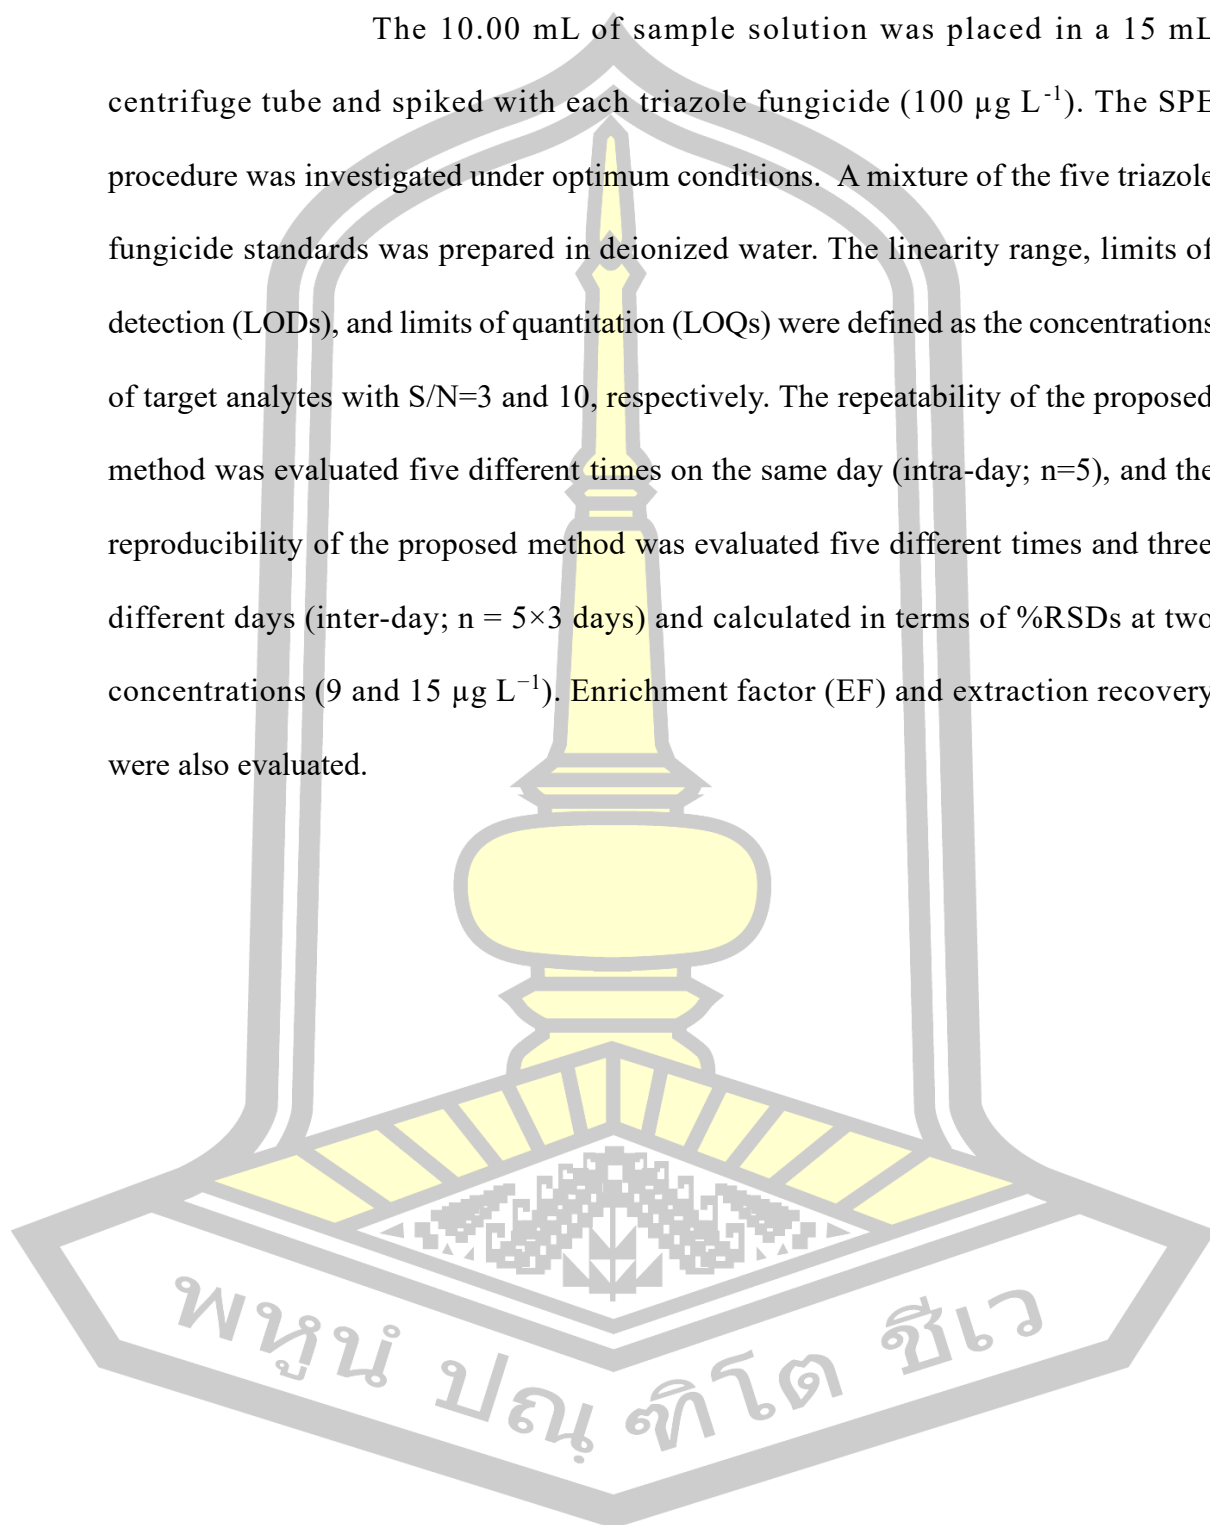 The 10.00 mL of sample solution was placed in a 15 mL
centrifuge tube and spiked with each triazole fungicide (100 µg L⁻¹). The SPE
procedure was investigated under optimum conditions.  A mixture of the five triazole
fungicide standards was prepared in deionized water. The linearity range, limits of
detection (LODs), and limits of quantitation (LOQs) were defined as the concentrations
of target analytes with S/N=3 and 10, respectively. The repeatability of the proposed
method was evaluated five different times on the same day (intra-day; n=5), and the
reproducibility of the proposed method was evaluated five different times and three
different days (inter-day; n = 5×3 days) and calculated in terms of %RSDs at two
concentrations (9 and 15 µg L⁻¹). Enrichment factor (EF) and extraction recovery
were also evaluated.
พหูนํ ปณฺฑิโต ชีเว